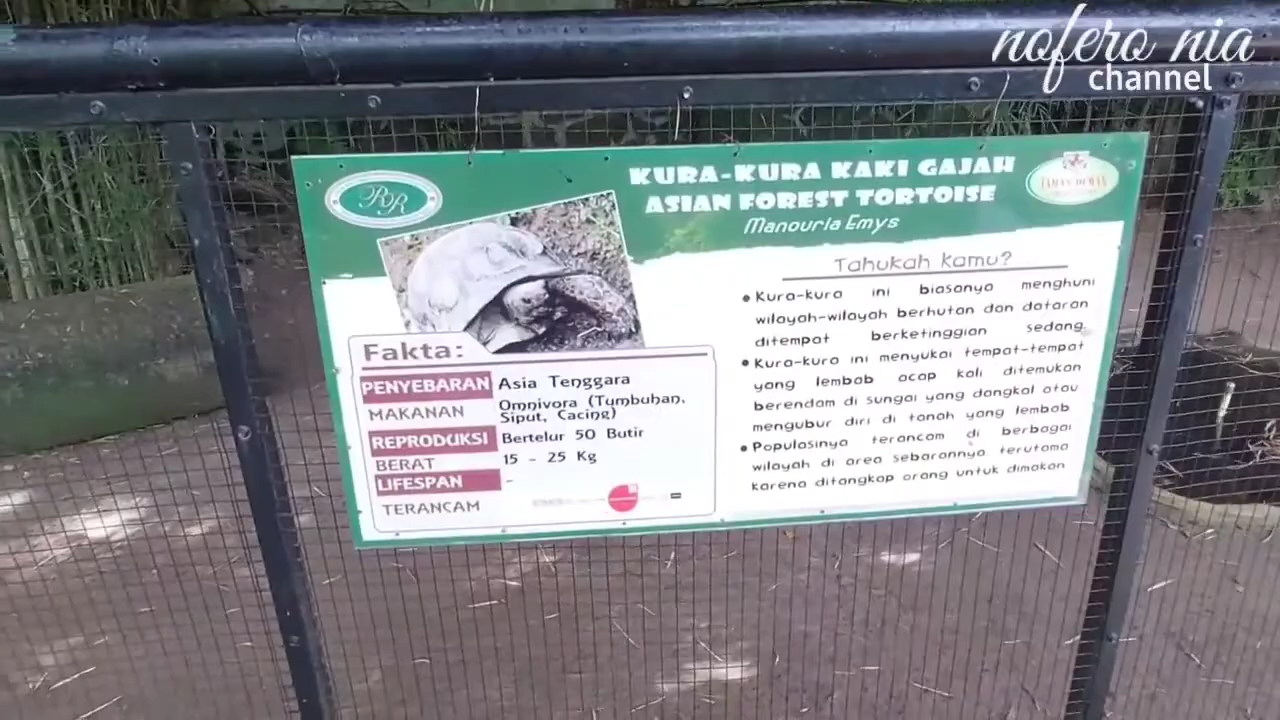 nofero nia
channel
KURA-KURA KAKI GAJAH
ASIAN FOREST TORTOISE
Manouria Emys
RR
TAMAN HEWAN
Tahukah kamu?
• Kura-kura ini biasanya menghuni
wilayah-wilayah berhutan dan dataran
ditempat berketinggian sedang.
• Kura-kura ini menyukai tempat-tempat
yang lembab acap kali ditemukan
berendam di sungai yang dangkal atau
mengubur diri di tanah yang lembab
• Populasinya terancam di berbagai
wilayah di area sebarannya terutama
karena ditangkap orang untuk dimakan
Fakta:
PENYEBARAN Asia Tenggara
MAKANAN Omnivora (Tumbuhan,
Siput, Cacing)
REPRODUKSI Bertelur 50 Butir
BERAT 15 - 25 Kg
LIFESPAN -
TERANCAM